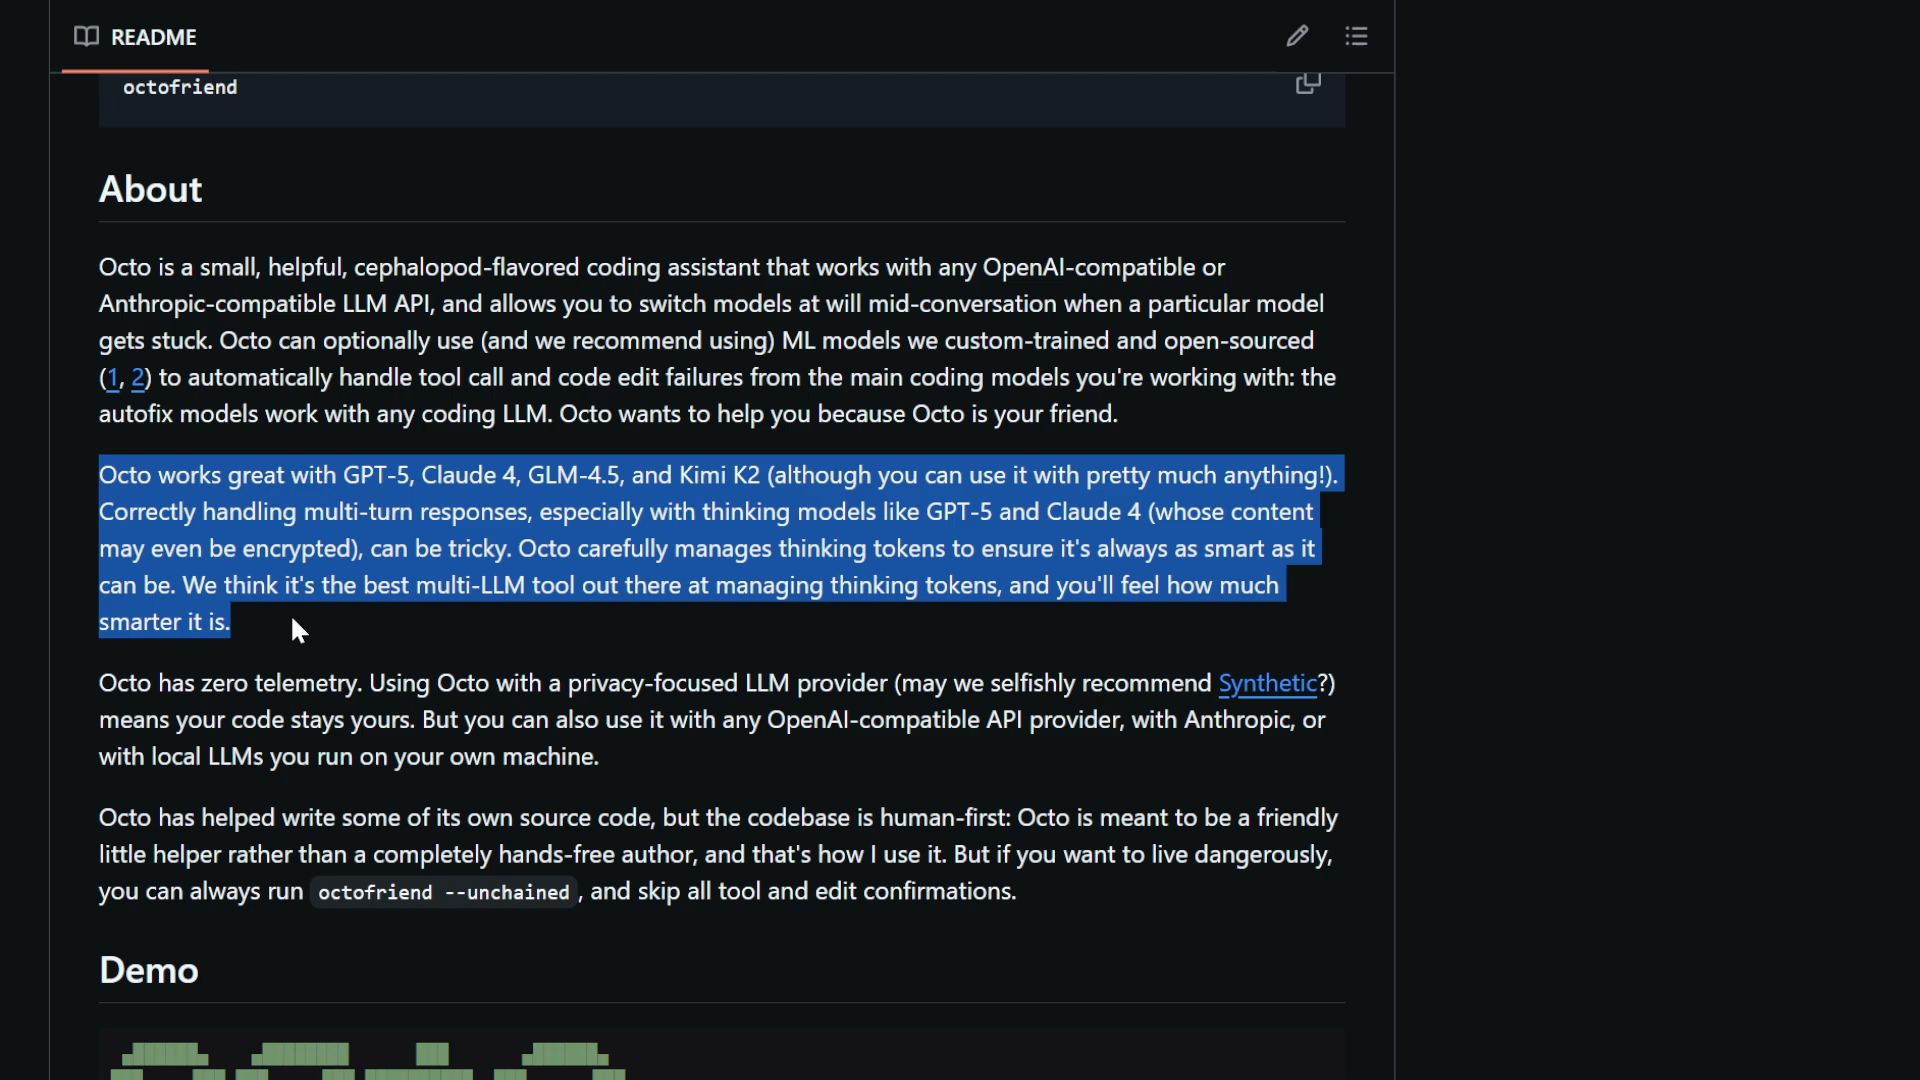 README
octofriend
About
Octo is a small, helpful, cephalopod-flavored coding assistant that works with any OpenAI-compatible or
Anthropic-compatible LLM API, and allows you to switch models at will mid-conversation when a particular model
gets stuck. Octo can optionally use (and we recommend using) ML models we custom-trained and open-sourced
(1, 2) to automatically handle tool call and code edit failures from the main coding models you're working with: the
autofix models work with any coding LLM. Octo wants to help you because Octo is your friend.
Octo works great with GPT-5, Claude 4, GLM-4.5, and Kimi K2 (although you can use it with pretty much anything!).
Correctly handling multi-turn responses, especially with thinking models like GPT-5 and Claude 4 (whose content
may even be encrypted), can be tricky. Octo carefully manages thinking tokens to ensure it's always as smart as it
can be. We think it's the best multi-LLM tool out there at managing thinking tokens, and you'll feel how much
smarter it is.
Octo has zero telemetry. Using Octo with a privacy-focused LLM provider (may we selfishly recommend Synthetic?)
means your code stays yours. But you can also use it with any OpenAI-compatible API provider, with Anthropic, or
with local LLMs you run on your own machine.
Octo has helped write some of its own source code, but the codebase is human-first: Octo is meant to be a friendly
little helper rather than a completely hands-free author, and that's how I use it. But if you want to live dangerously,
you can always run octofriend --unchained, and skip all tool and edit confirmations.
Demo